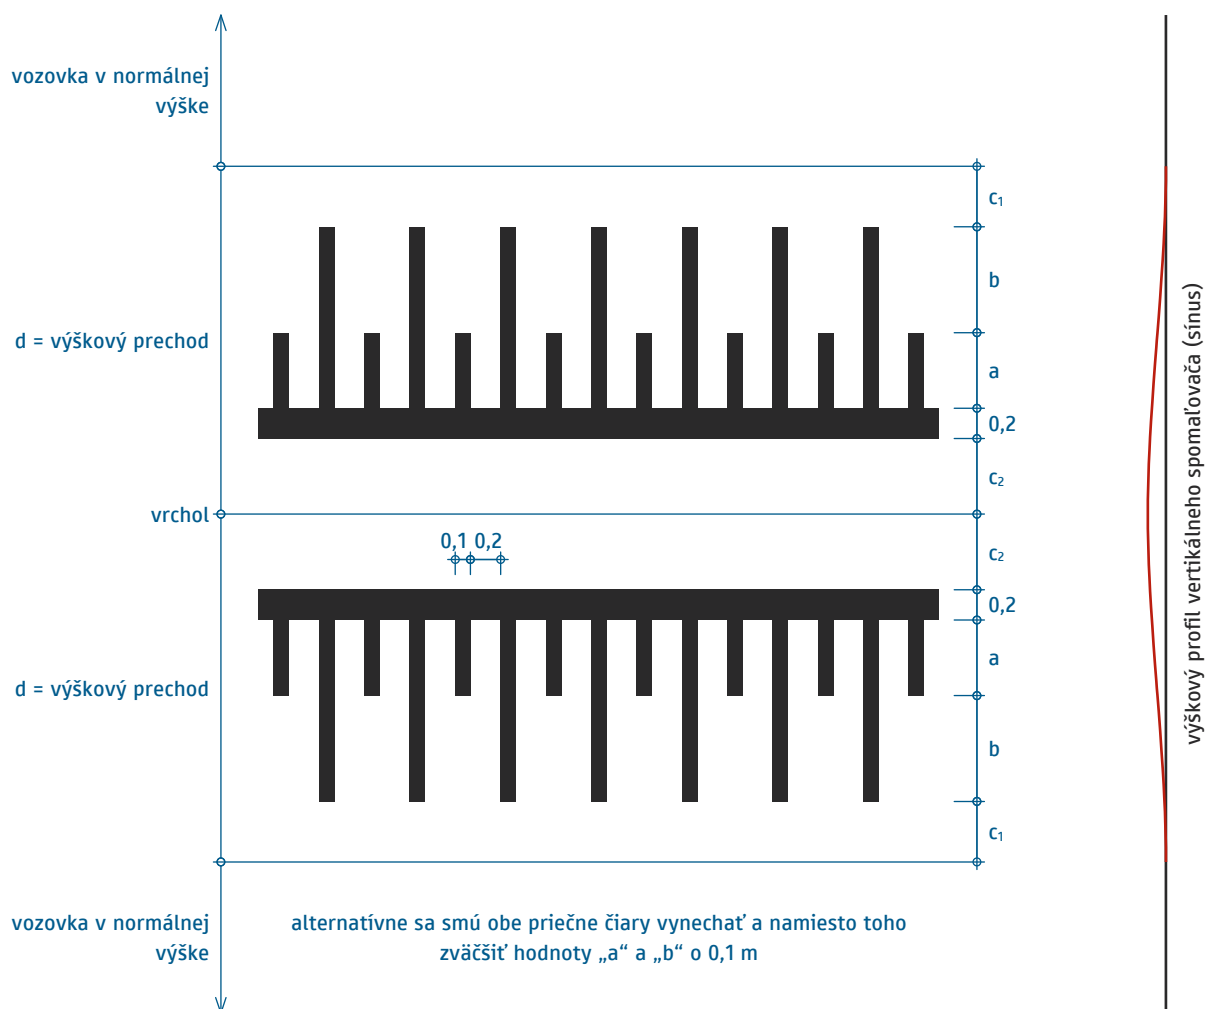 vozovka v normálnej
výške
c₁
b
d = výškový prechod
a
0,2
c₂
vrchol
0,1 0,2
c₂
0,2
a
d = výškový prechod
b
c₁
vozovka v normálnej
výške
alternatívne sa smú obe priečne čiary vynechať a namiesto toho
zväčšiť hodnoty „a“ a „b“ o 0,1 m
výškový profil vertikálneho spomaľovača (sínus)